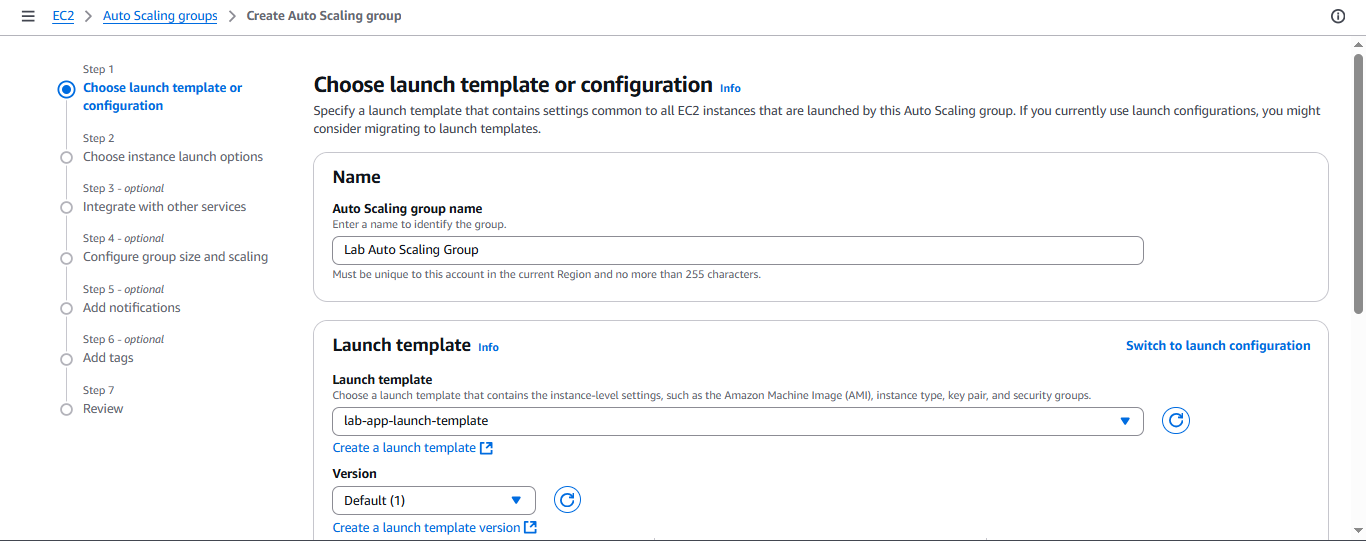 EC2 > Auto Scaling groups > Create Auto Scaling group
Step 1
Choose launch template or
configuration
Step 2
Choose instance launch options
Step 3 - optional
Integrate with other services
Step 4 - optional
Configure group size and scaling
Step 5 - optional
Add notifications
Step 6 - optional
Add tags
Step 7
Review
Choose launch template or configuration Info
Specify a launch template that contains settings common to all EC2 instances that are launched by this Auto Scaling group. If you currently use launch configurations, you might
consider migrating to launch templates.
Name
Auto Scaling group name
Enter a name to identify the group.
Lab Auto Scaling Group
Must be unique to this account in the current Region and no more than 255 characters.
Launch template Info
Switch to launch configuration
Launch template
Choose a launch template that contains the instance-level settings, such as the Amazon Machine Image (AMI), instance type, key pair, and security groups.
lab-app-launch-template
Create a launch template
Version
Default (1)
Create a launch template version